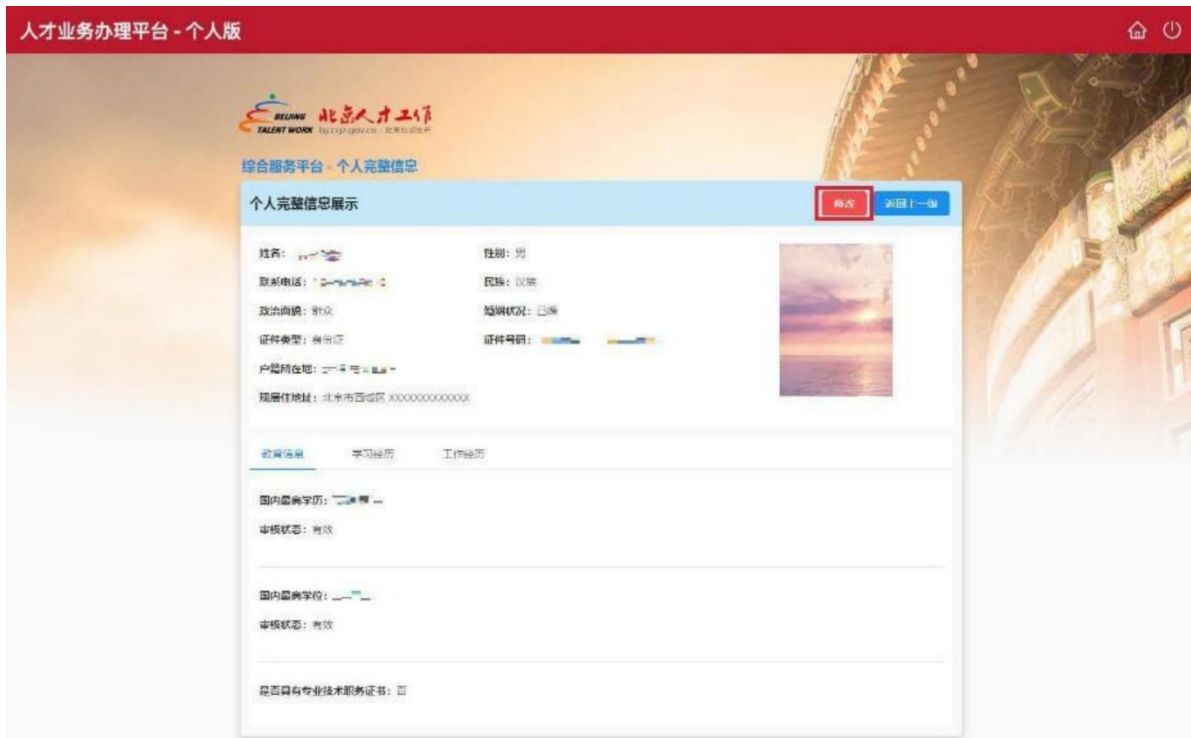 人才业务办理平台 - 个人版
BEIJING 北京人才工作
TALENT WORK
综合服务平台 - 个人完整信息
个人完整信息展示 修改 返回上一级
姓名： 性别：男
联系电话： 民族：汉族
政治面貌：群众 婚姻状况：已婚
证件类型：身份证 证件号码：
户籍所在地：
现居住地址：北京市西城区 XXXXXXXXXXXXX
教育信息 学习经历 工作经历
国内最高学历：
审核状态：有效
国内最高学位：
审核状态：有效
是否具有专业技术职务证书：否